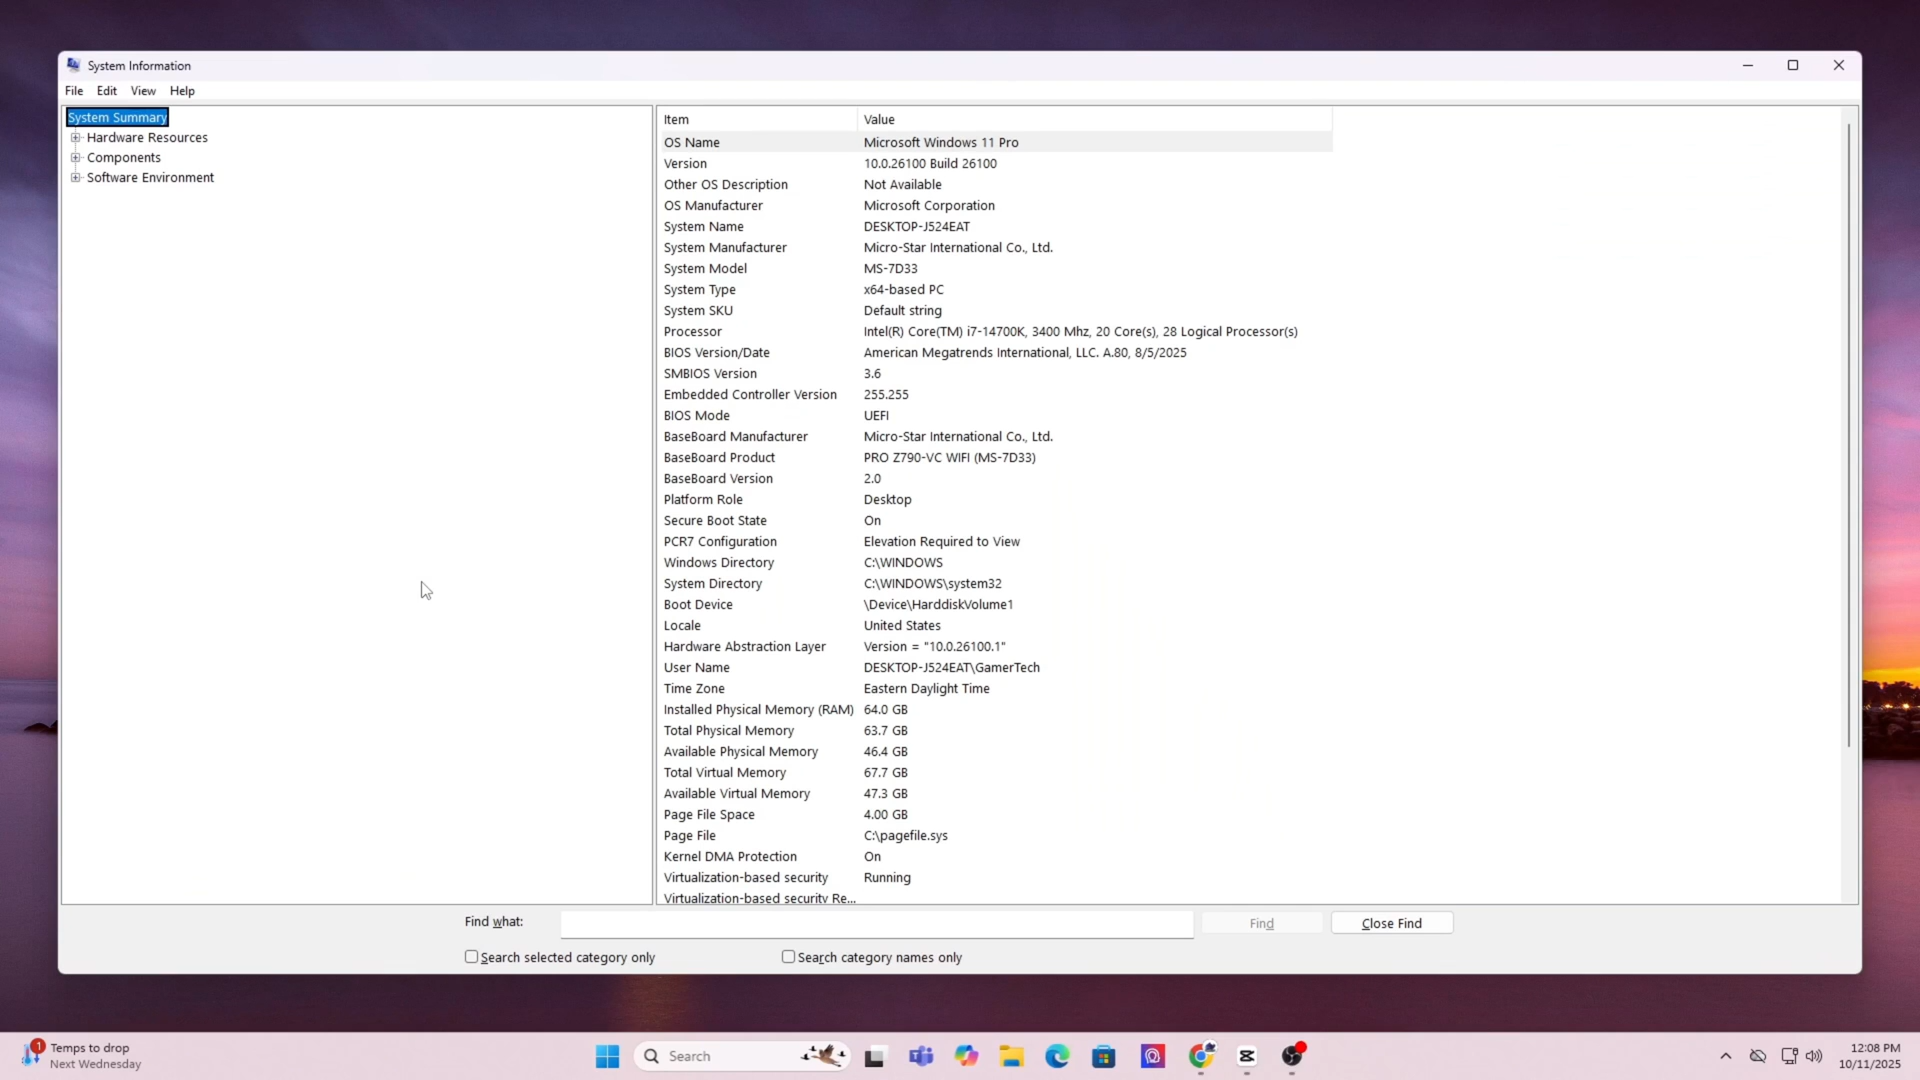 System Information
File Edit View Help
System Summary
Hardware Resources
Components
Software Environment
Item Value
OS Name Microsoft Windows 11 Pro
Version 10.0.26100 Build 26100
Other OS Description Not Available
OS Manufacturer Microsoft Corporation
System Name DESKTOP-J524EAT
System Manufacturer Micro-Star International Co., Ltd.
System Model MS-7D33
System Type x64-based PC
System SKU Default string
Processor Intel(R) Core(TM) i7-14700K, 3400 Mhz, 20 Core(s), 28 Logical Processor(s)
BIOS Version/Date American Megatrends International, LLC. A.80, 8/5/2025
SMBIOS Version 3.6
Embedded Controller Version 255.255
BIOS Mode UEFI
BaseBoard Manufacturer Micro-Star International Co., Ltd.
BaseBoard Product PRO Z790-VC WIFI (MS-7D33)
BaseBoard Version 2.0
Platform Role Desktop
Secure Boot State On
PCR7 Configuration Elevation Required to View
Windows Directory C:\WINDOWS
System Directory C:\WINDOWS\system32
Boot Device \Device\HarddiskVolume1
Locale United States
Hardware Abstraction Layer Version = "10.0.26100.1"
User Name DESKTOP-J524EAT\GamerTech
Time Zone Eastern Daylight Time
Installed Physical Memory (RAM) 64.0 GB
Total Physical Memory 63.7 GB
Available Physical Memory 46.4 GB
Total Virtual Memory 67.7 GB
Available Virtual Memory 47.3 GB
Page File Space 4.00 GB
Page File C:\pagefile.sys
Kernel DMA Protection On
Virtualization-based security Running
Virtualization-based security Re...
Find what: Find Close Find
Search selected category only Search category names only
1 Temps to drop
Next Wednesday
Search
12:08 PM
10/11/2025